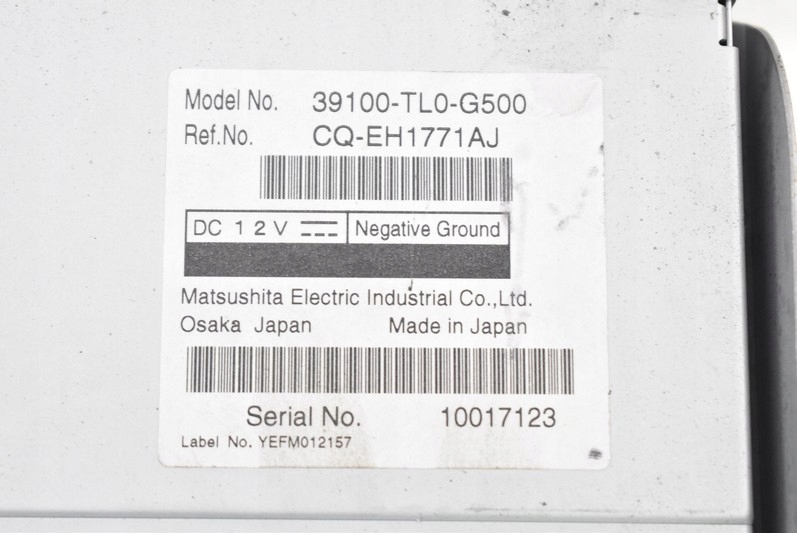 Model No. 39100-TL0-G500
Ref.No. CQ-EH1771AJ
DC 12V Negative Ground
Matsushita Electric Industrial Co.,Ltd.
Osaka Japan Made in Japan
Serial No. 10017123
Label No. YEFM012157